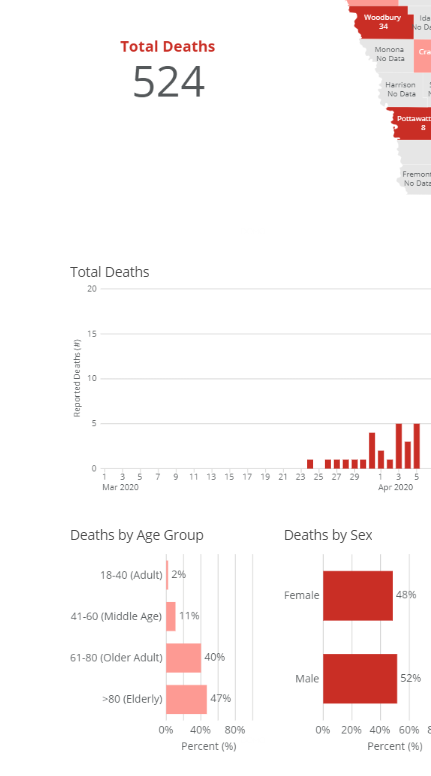 Woodbury
34
Ida
No Da
Total Deaths
524
Monona
No Data
Cra
Harrison
No Data
Pottawatt
8
Fremont
No Data
Total Deaths
20
15
10
5
0
Reported Deaths (#)
1 3 5 7 9 11 13 15 17 19 21 23 25 27 29 1 3 5
Mar 2020 Apr 2020
Deaths by Age Group
18-40 (Adult) 2%
41-60 (Middle Age) 11%
61-80 (Older Adult) 40%
>80 (Elderly) 47%
0% 40% 80%
Percent (%)
Deaths by Sex
Female 48%
Male 52%
0% 20% 40% 60% 8
Percent (%)